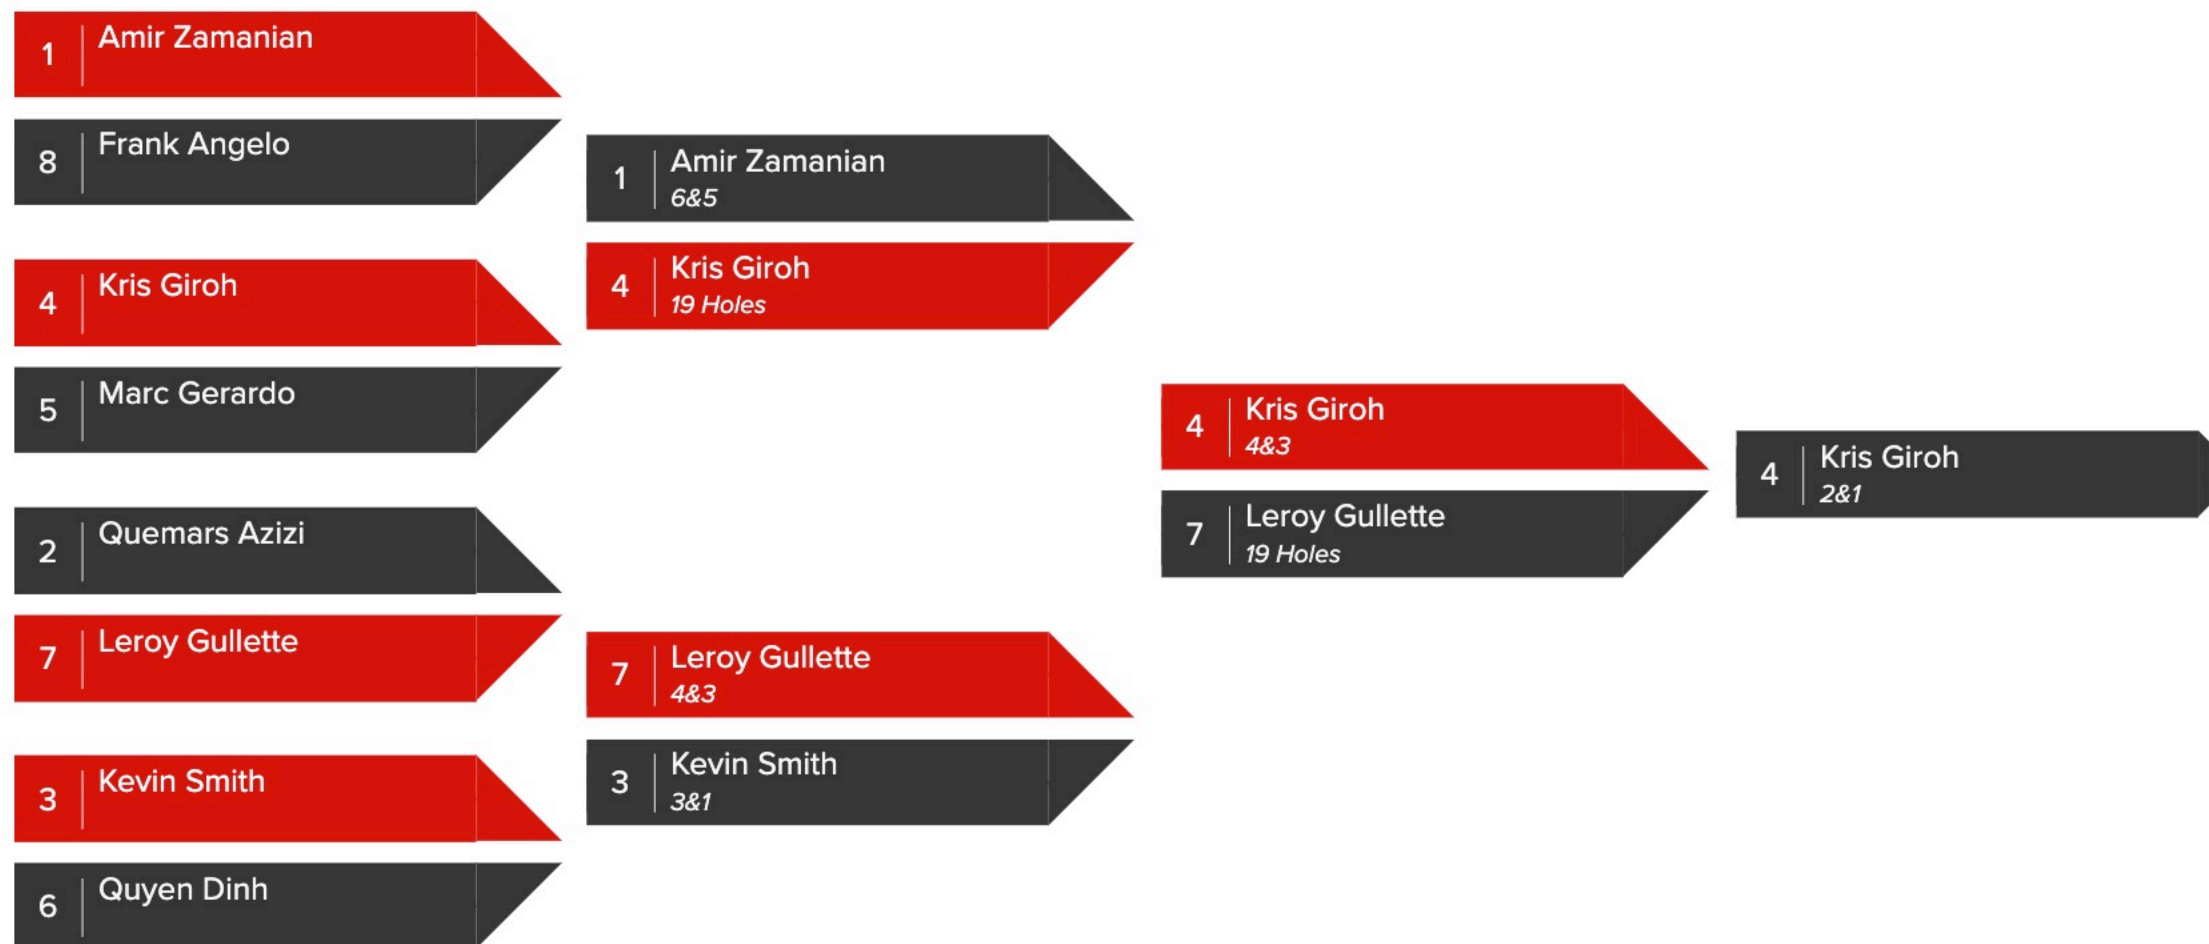 1 Amir Zamanian
8 Frank Angelo
4 Kris Giroh
5 Marc Gerardo
2 Quemars Azizi
7 Leroy Gullette
3 Kevin Smith
6 Quyen Dinh
1 Amir Zamanian
6&5
4 Kris Giroh
19 Holes
7 Leroy Gullette
4&3
3 Kevin Smith
3&1
4 Kris Giroh
4&3
7 Leroy Gullette
19 Holes
4 Kris Giroh
2&1